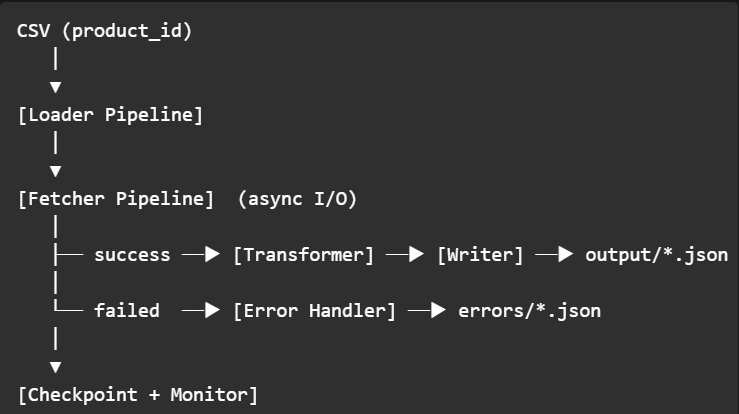 CSV (product_id)
[Loader Pipeline]
[Fetcher Pipeline] (async I/O)
success ──▶ [Transformer] ──▶ [Writer] ──▶ output/*.json
failed ──▶ [Error Handler] ──▶ errors/*.json
[Checkpoint + Monitor]